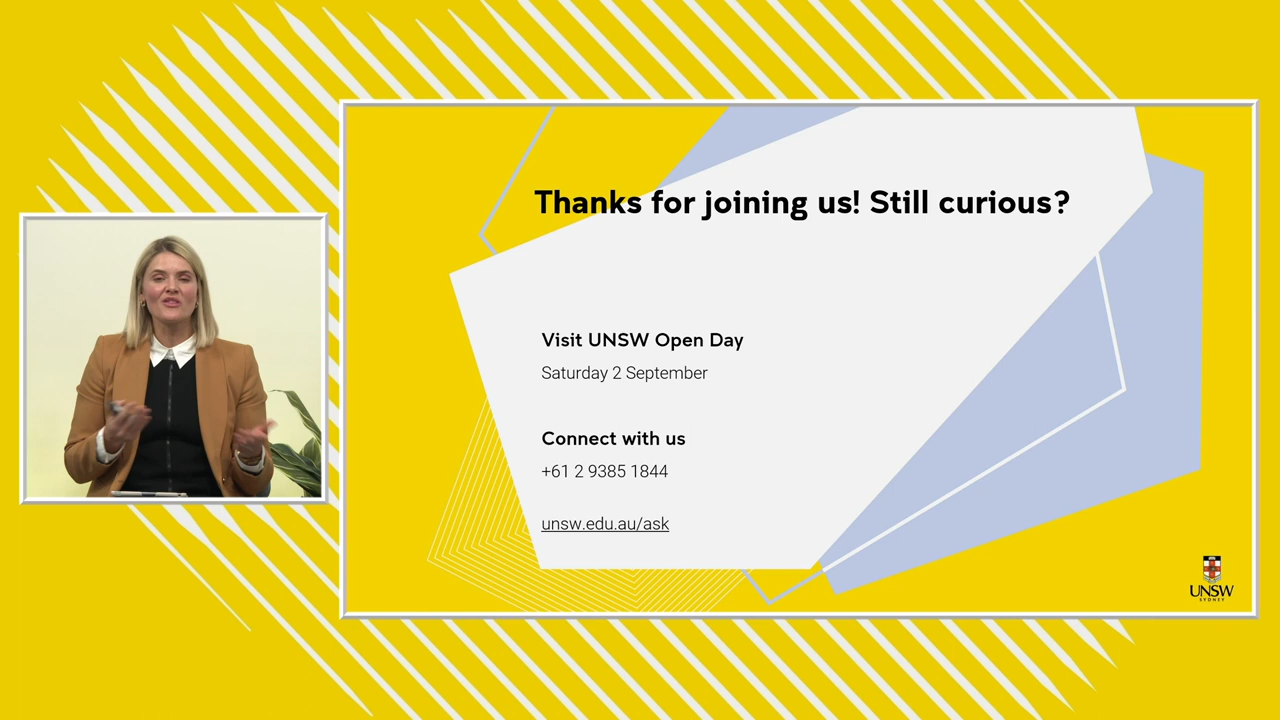 Thanks for joining us! Still curious?
Visit UNSW Open Day
Saturday 2 September
Connect with us
+61 2 9385 1844
unsw.edu.au/ask
UNSW
SYDNEY